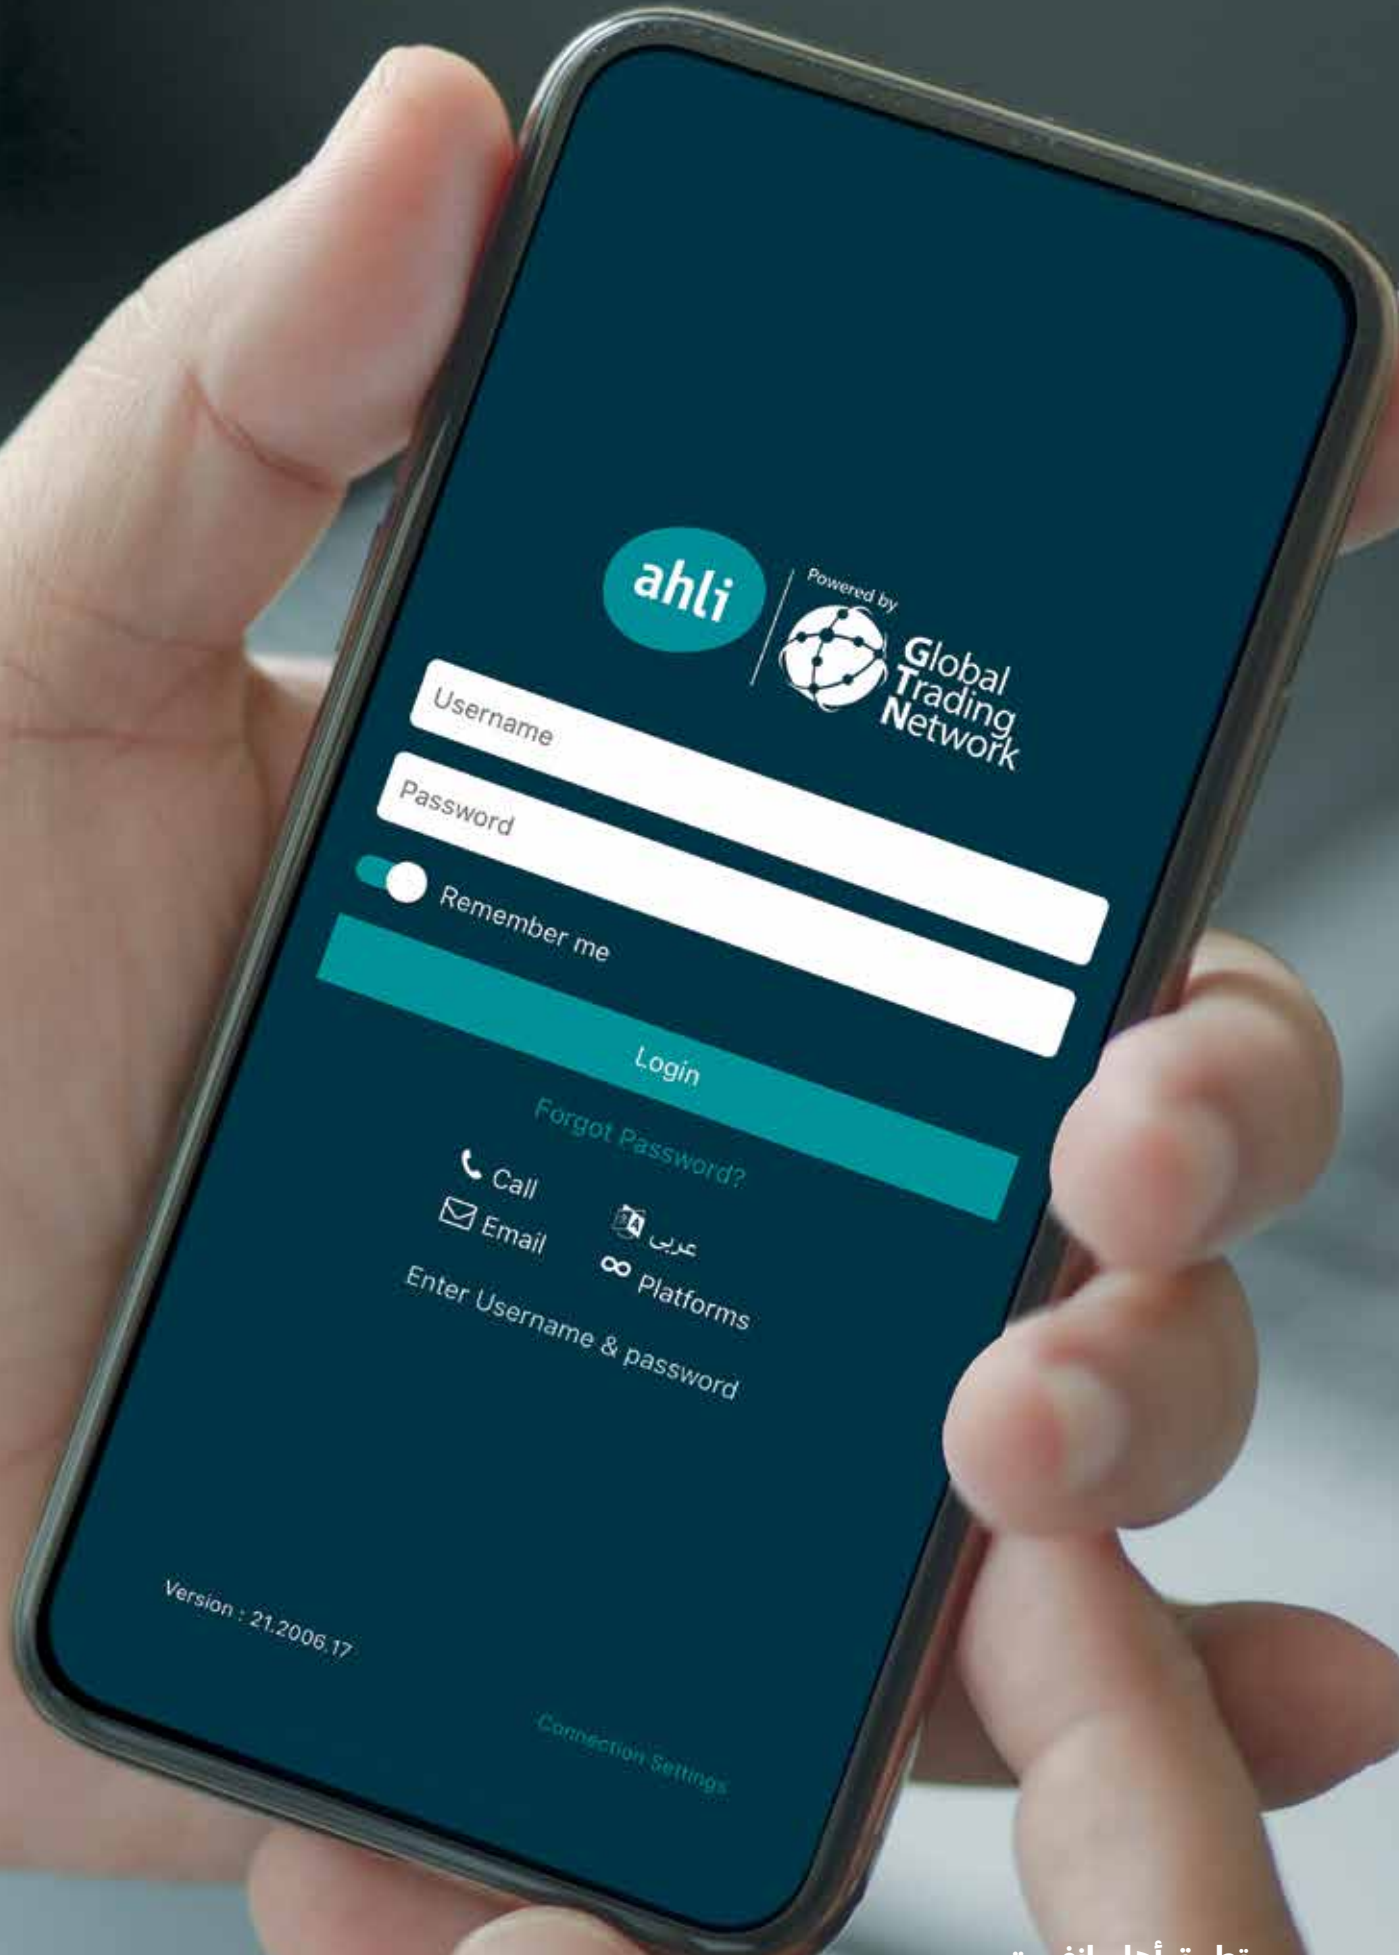 ahli
Powered by
Global
Trading
Network
Username
Password
Remember me
Login
Forgot Password?
Call
عربى
Email
Platforms
Enter Username & password
Version : 21.2006.17
Connection Settings